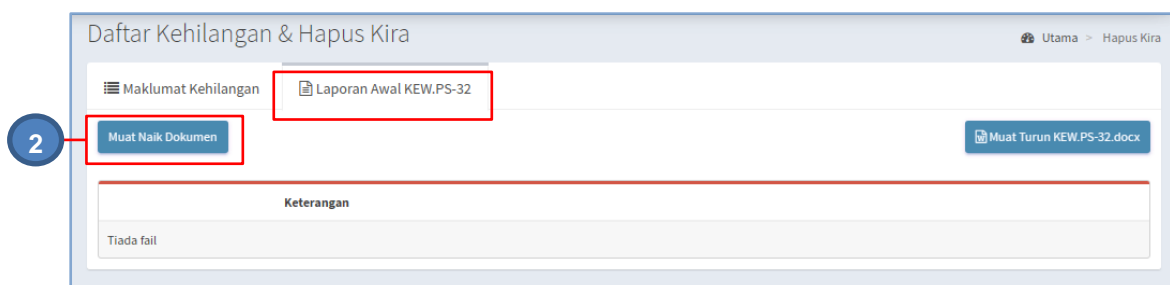 Daftar Kehilangan & Hapus Kira
Utama > Hapus Kira
Maklumat Kehilangan
Laporan Awal KEW.PS-32
2
Muat Naik Dokumen
Muat Turun KEW.PS-32.docx
Keterangan
Tiada fail